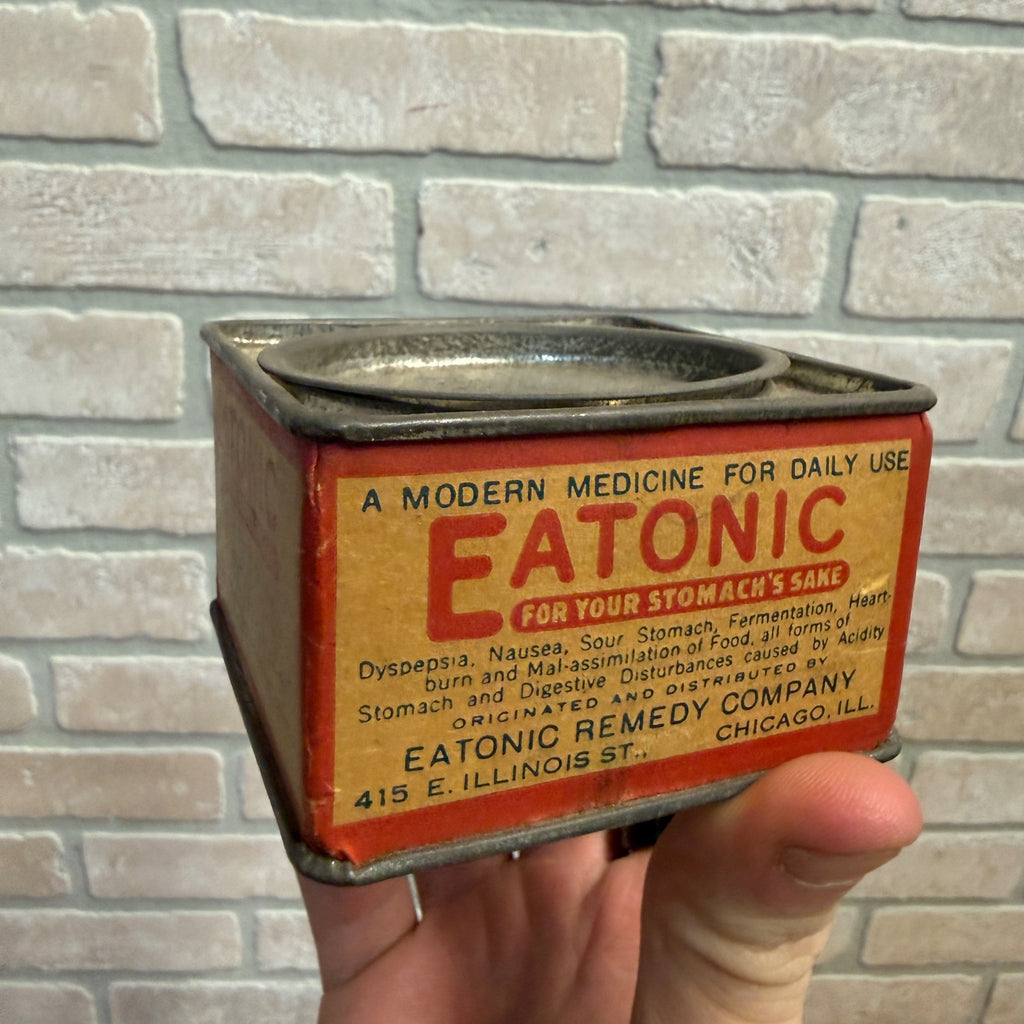 A MODERN MEDICINE FOR DAILY USE
EATONIC
FOR YOUR STOMACH'S SAKE
Dyspepsia, Nausea, Sour Stomach, Fermentation, Heart-
burn and Mal-assimilation of Food, all forms of
Stomach and Digestive Disturbances caused by Acidity
ORIGINATED AND DISTRIBUTED BY
EATONIC REMEDY COMPANY
415 E. ILLINOIS ST., CHICAGO, ILL.